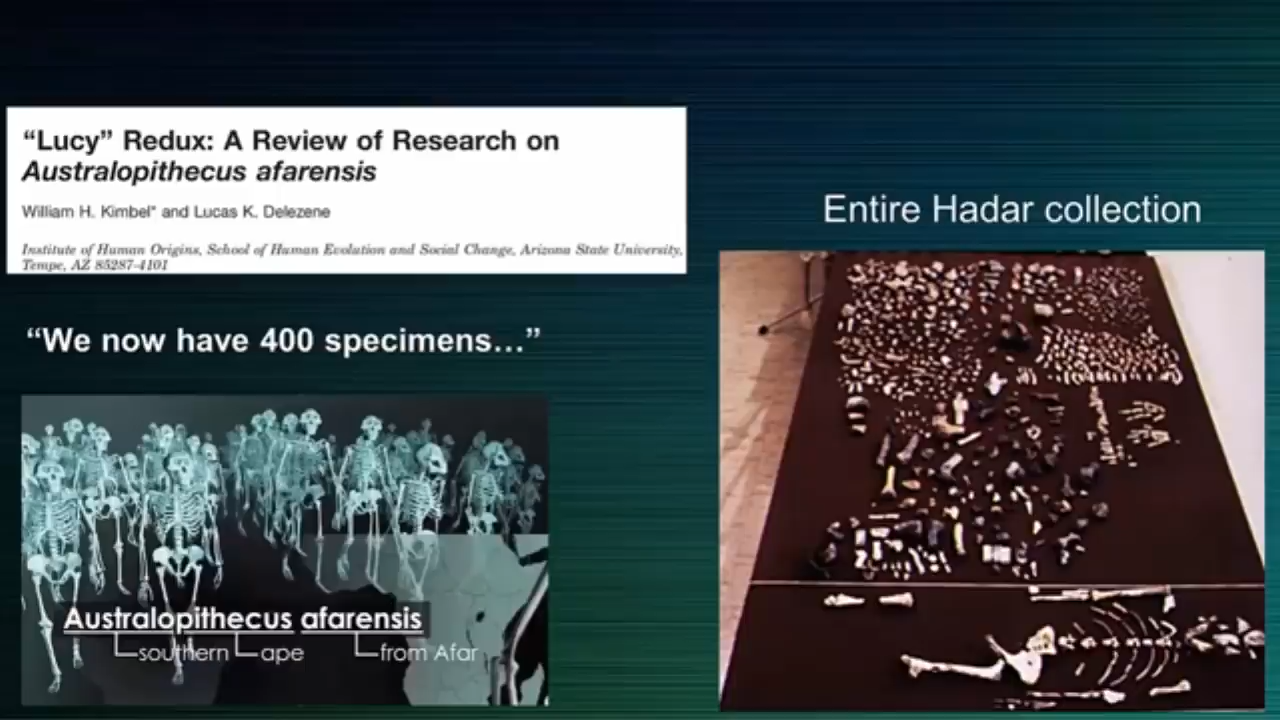 “Lucy” Redux: A Review of Research on
Australopithecus afarensis
William H. Kimbel* and Lucas K. Delezene
Institute of Human Origins, School of Human Evolution and Social Change, Arizona State University,
Tempe, AZ 85287-4101
“We now have 400 specimens…”
Australopithecus afarensis
southern ape from Afar
Entire Hadar collection